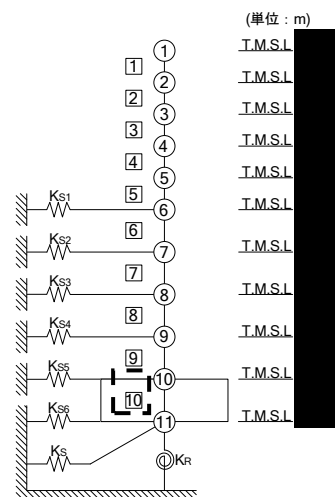 (単位：m)
① T.M.S.L
1
② T.M.S.L
2
③ T.M.S.L
3
④ T.M.S.L
4
⑤ T.M.S.L
5
KS1 ⑥ T.M.S.L
6
KS2 ⑦ T.M.S.L
7
KS3 ⑧ T.M.S.L
8
KS4 ⑨ T.M.S.L
9
KS5 ⑩ T.M.S.L
10
KS6 ⑪ T.M.S.L
KS KR